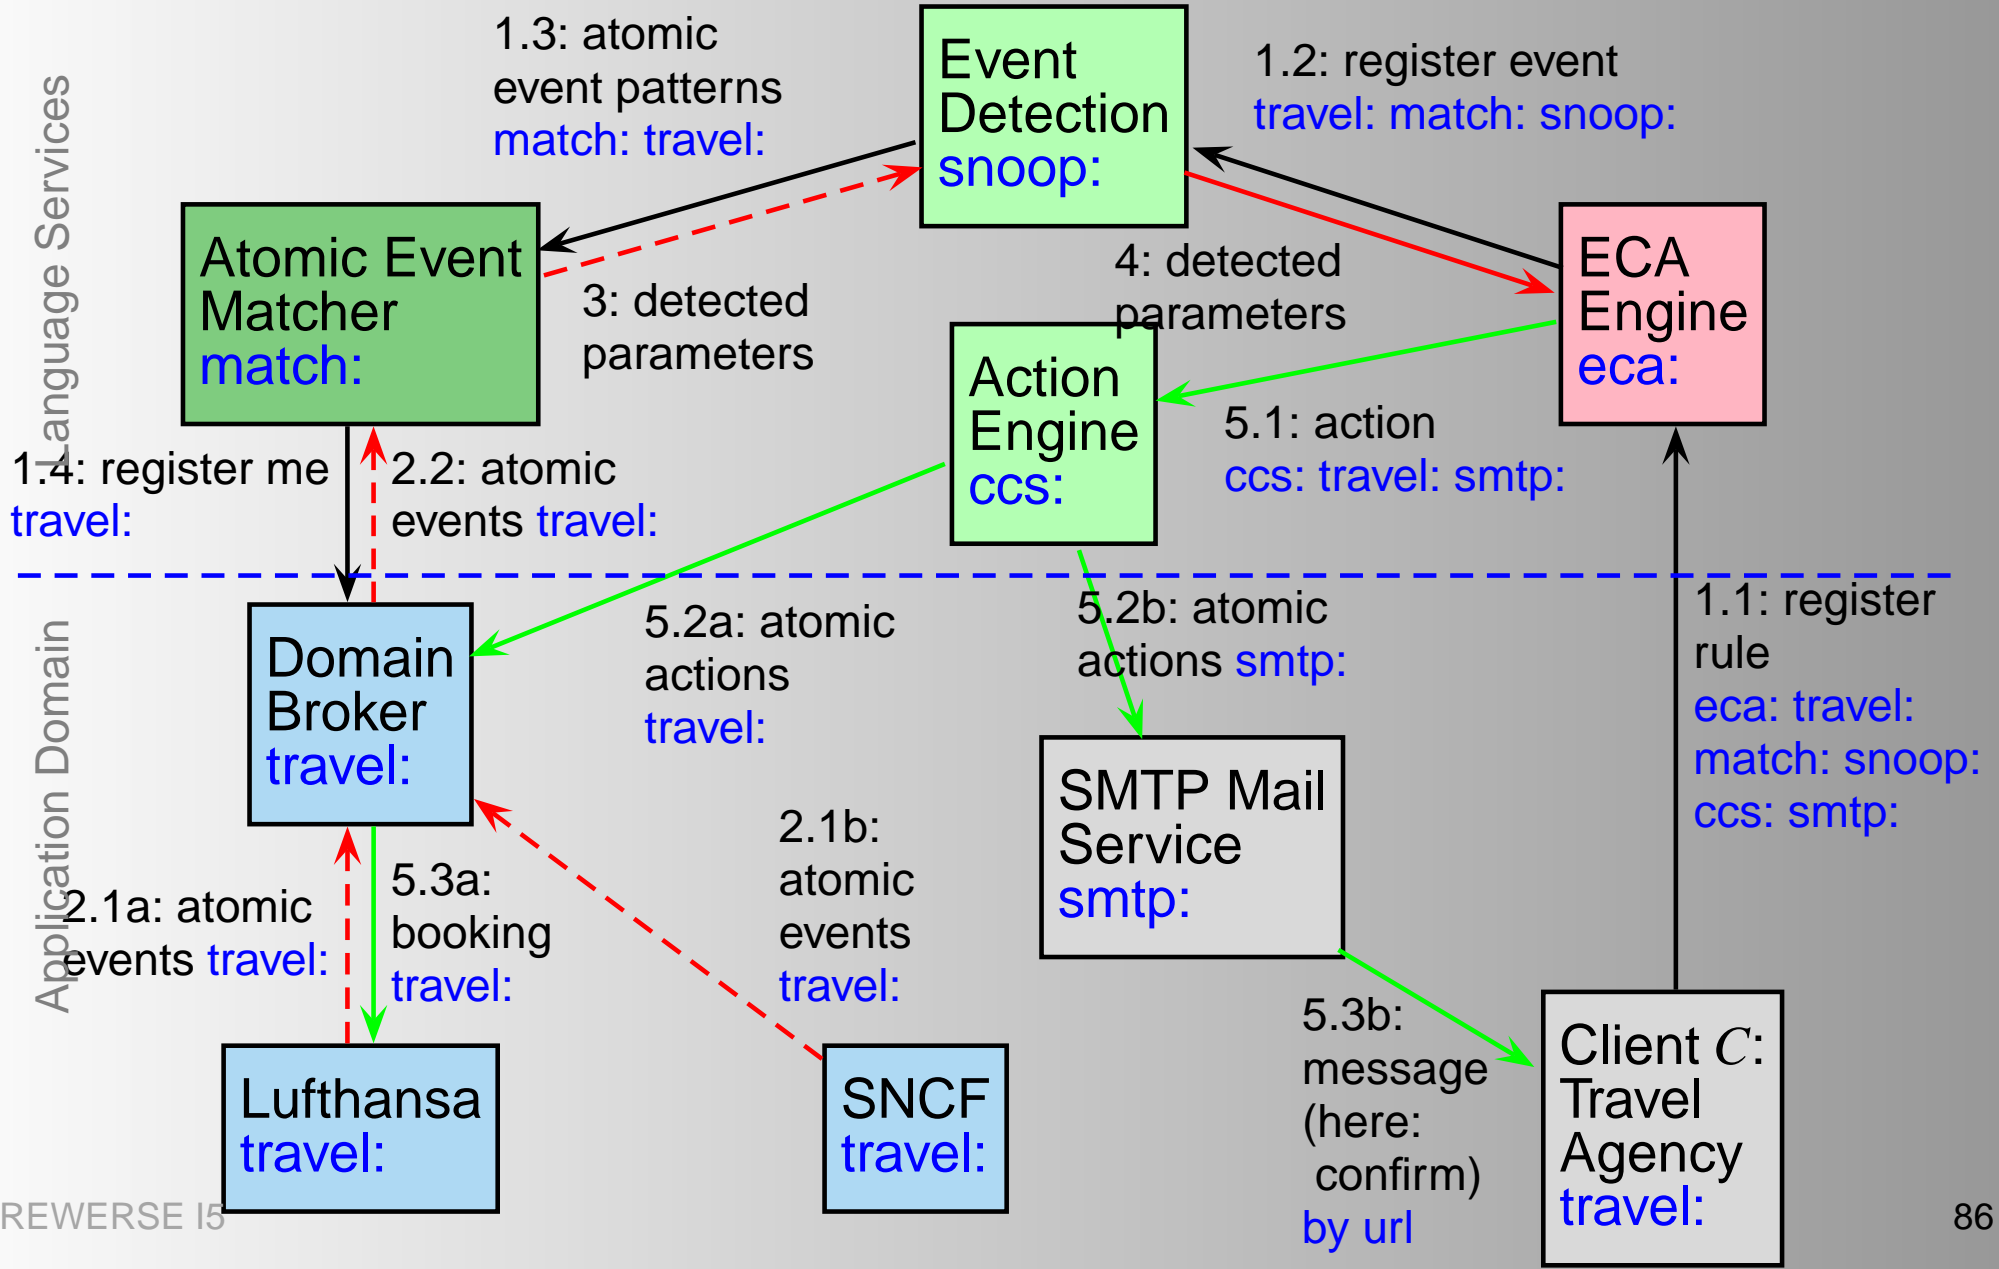 1.3: atomic
event patterns
match: travel:
Event
Detection
snoop:
1.2: register event
travel: match: snoop:
Language Services
Atomic Event
Matcher
match:
3: detected
parameters
4: detected
parameters
ECA
Engine
eca:
Action
Engine
ccs:
5.1: action
ccs: travel: smtp:
1.4: register me
travel:
2.2: atomic
events travel:
Application Domain
Domain
Broker
travel:
5.2a: atomic
actions
travel:
5.2b: atomic
actions smtp:
1.1: register
rule
eca: travel:
match: snoop:
ccs: smtp:
SMTP Mail
Service
smtp:
2.1a: atomic
events travel:
5.3a:
booking
travel:
2.1b:
atomic
events
travel:
5.3b:
message
(here:
confirm)
by url
Lufthansa
travel:
SNCF
travel:
Client C:
Travel
Agency
travel:
REWERSE I5
86